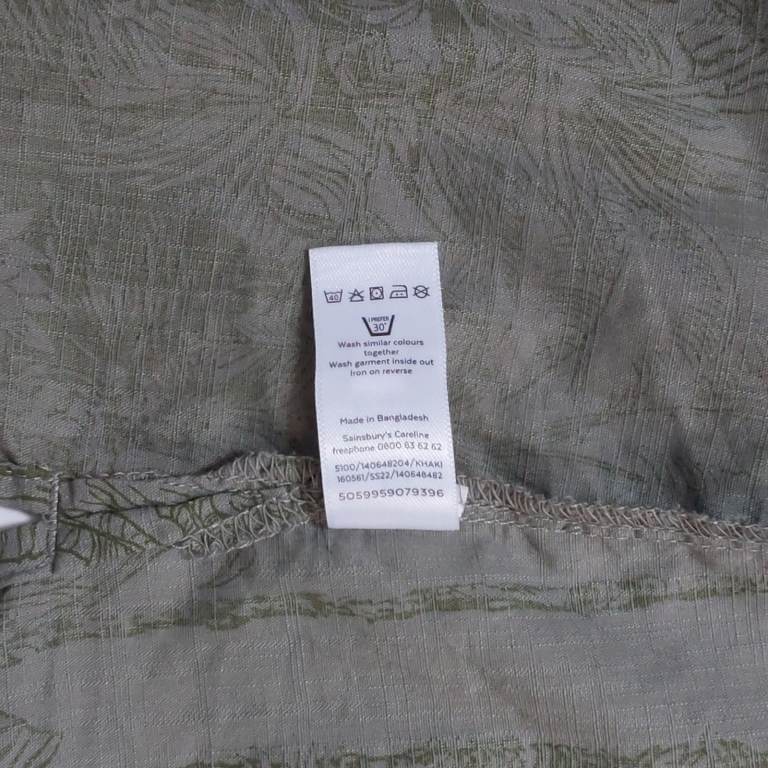 40
I PREFER
30°
Wash similar colours
together
Wash garment inside out
Iron on reverse
Made in Bangladesh
Sainsbury's Careline
freephone 0800 63 62 62
5100/140648204/KHAKI
160561/SS22/140648482
5059959079396